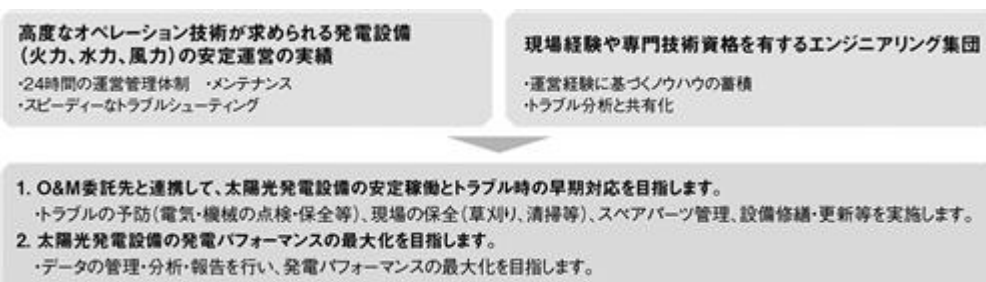 高度なオペレーション技術が求められる発電設備
(火力、水力、風力)の安定運営の実績
・24時間の運営管理体制 ・メンテナンス
・スピーディーなトラブルシューティング
現場経験や専門技術資格を有するエンジニアリング集団
・運営経験に基づくノウハウの蓄積
・トラブル分析と共有化
1. O&M委託先と連携して、太陽光発電設備の安定稼働とトラブル時の早期対応を目指します。
・トラブルの予防(電気・機械の点検・保全等)、現場の保全(草刈り、清掃等)、スペアパーツ管理、設備修繕・更新等を実施します。
2. 太陽光発電設備の発電パフォーマンスの最大化を目指します。
・データの管理・分析・報告を行い、発電パフォーマンスの最大化を目指します。